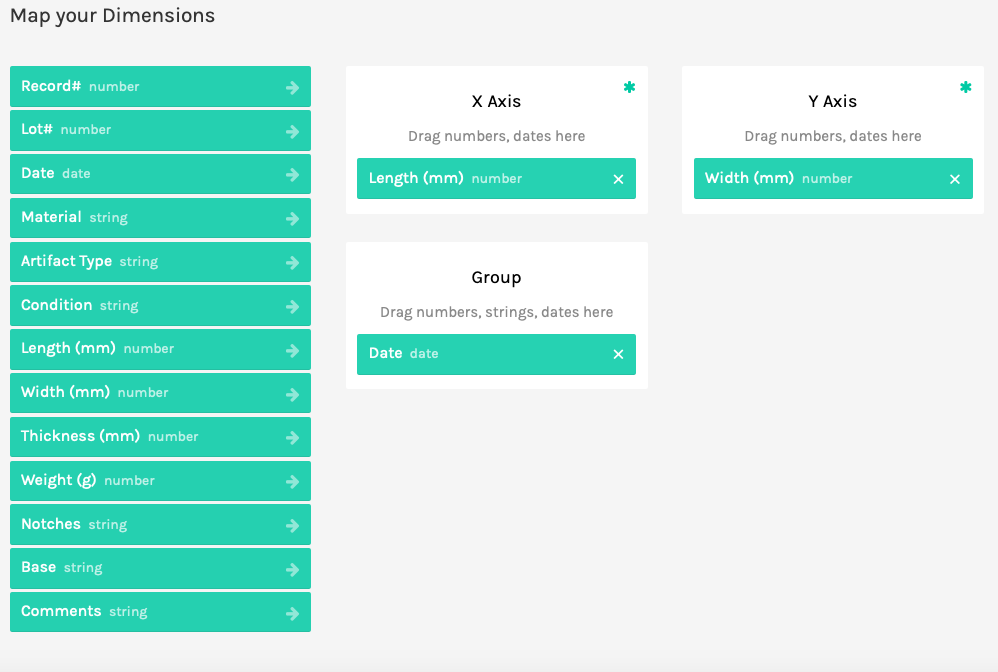 Map your Dimensions
Record# number
Lot# number
Date date
Material string
Artifact Type string
Condition string
Length (mm) number
Width (mm) number
Thickness (mm) number
Weight (g) number
Notches string
Base string
Comments string
X Axis
Drag numbers, dates here
Length (mm) number
Y Axis
Drag numbers, dates here
Width (mm) number
Group
Drag numbers, strings, dates here
Date date